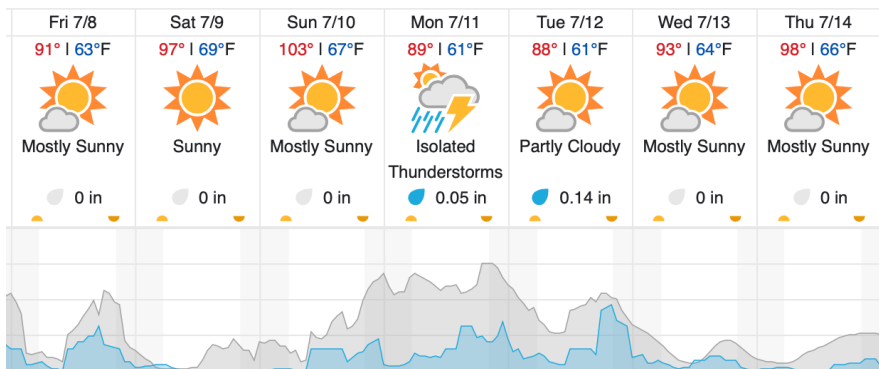 Fri 7/8 Sat 7/9 Sun 7/10 Mon 7/11 Tue 7/12 Wed 7/13 Thu 7/14
91° | 63°F 97° | 69°F 103° | 67°F 89° | 61°F 88° | 61°F 93° | 64°F 98° | 66°F
Mostly Sunny Sunny Mostly Sunny Isolated Partly Cloudy Mostly Sunny Mostly Sunny
Thunderstorms
0 in 0 in 0 in 0.05 in 0.14 in 0 in 0 in